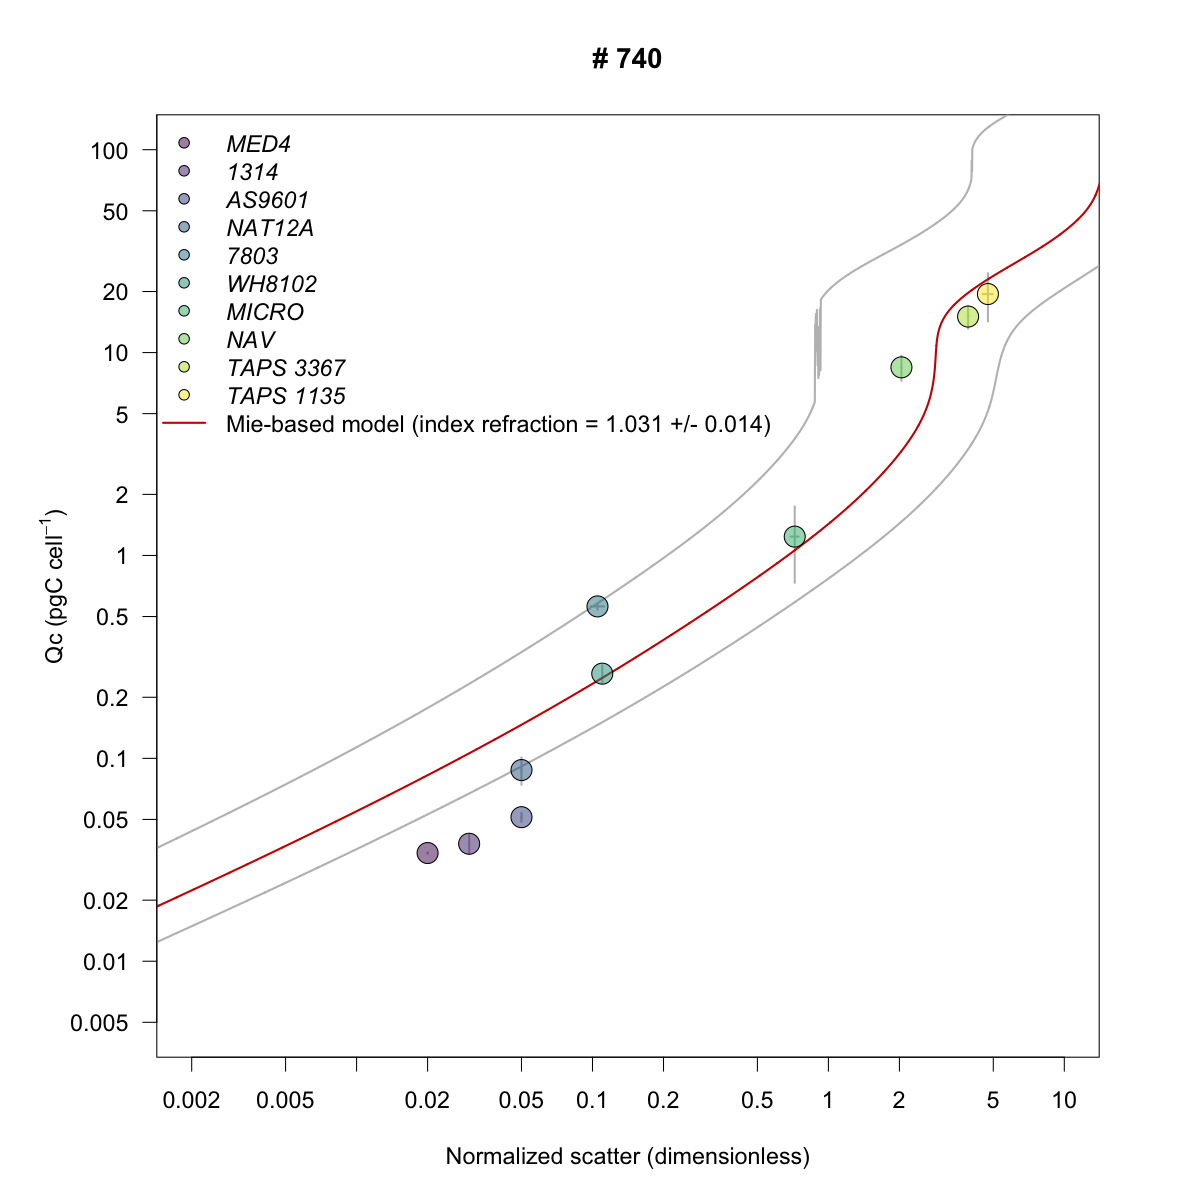 # 740
MED4
1314
AS9601
NAT12A
7803
WH8102
MICRO
NAV
TAPS 3367
TAPS 1135
Mie-based model (index refraction = 1.031 +/- 0.014)
100
50
20
10
5
2
1
0.5
0.2
0.1
0.05
0.02
0.01
0.005
Qc (pgC cell⁻¹)
0.002 0.005 0.02 0.05 0.1 0.2 0.5 1 2 5 10
Normalized scatter (dimensionless)